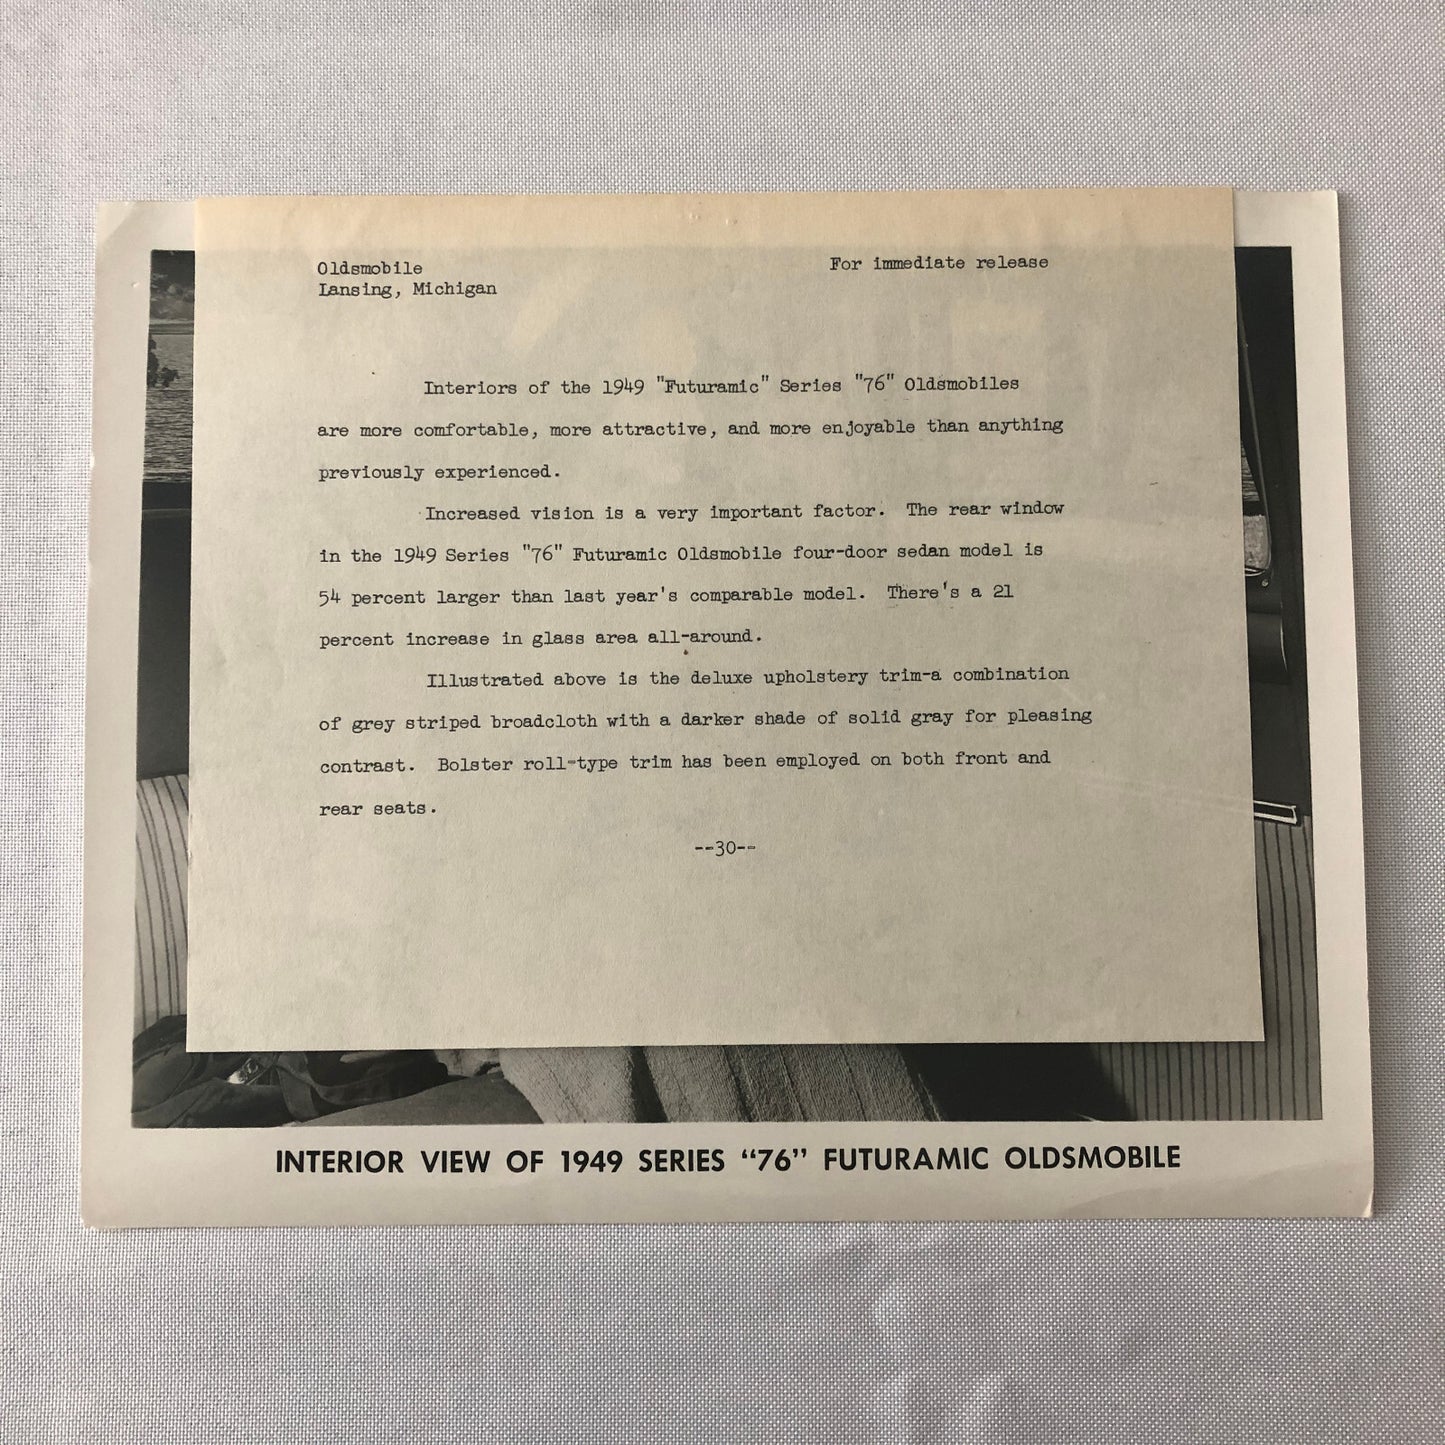 Oldsmobile For immediate release
Lansing, Michigan
Interiors of the 1949 "Futuramic" Series "76" Oldsmobiles
are more comfortable, more attractive, and more enjoyable than anything
previously experienced.
Increased vision is a very important factor. The rear window
in the 1949 Series "76" Futuramic Oldsmobile four-door sedan model is
54 percent larger than last year's comparable model. There's a 21
percent increase in glass area all-around.
Illustrated above is the deluxe upholstery trim-a combination
of grey striped broadcloth with a darker shade of solid gray for pleasing
contrast. Bolster roll-type trim has been employed on both front and
rear seats.
--30--
INTERIOR VIEW OF 1949 SERIES “76” FUTURAMIC OLDSMOBILE